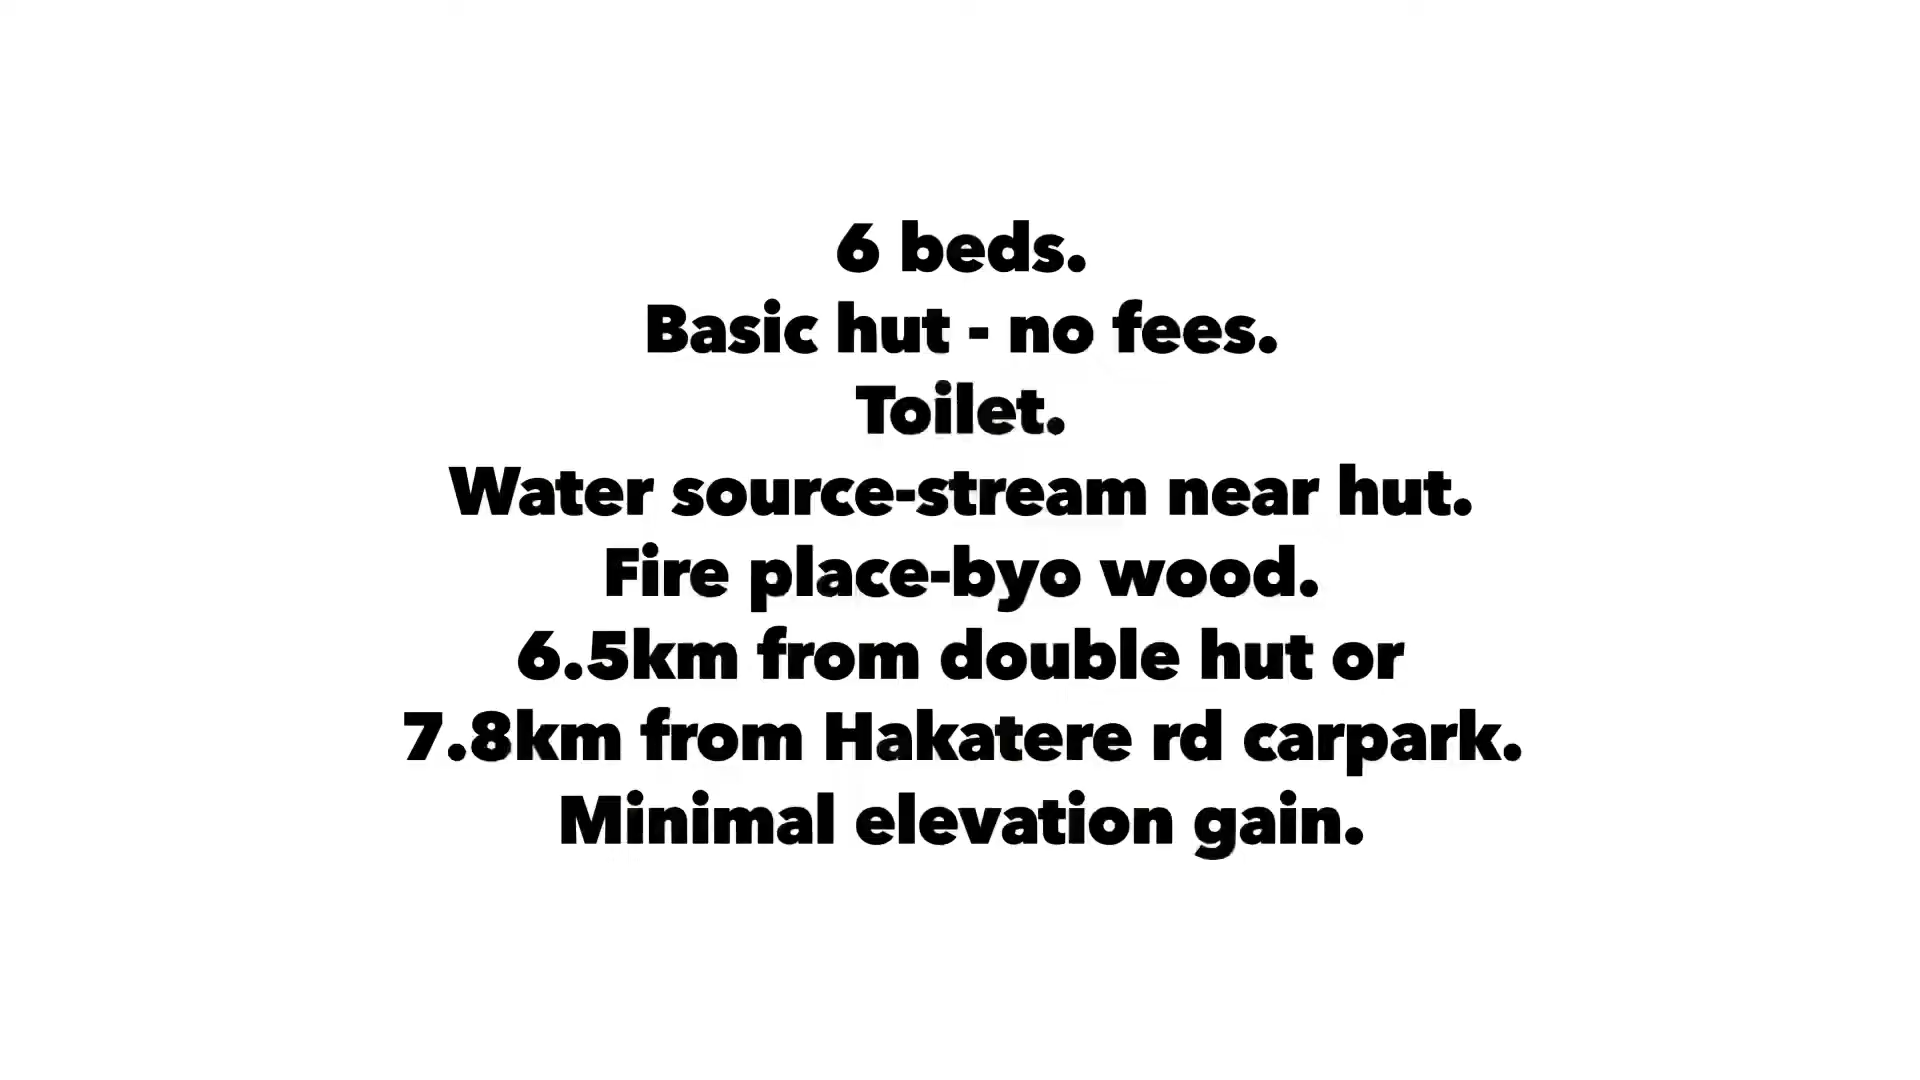 6 beds.
Basic hut - no fees.
Toilet.
Water source-stream near hut.
Fire place-byo wood.
6.5km from double hut or
7.8km from Hakatere rd carpark.
Minimal elevation gain.